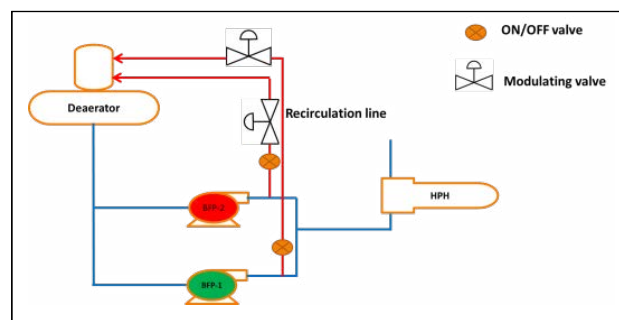 ON/OFF valve
Modulating valve
Deaerator
Recirculation line
HPH
BFP-2
BFP-1